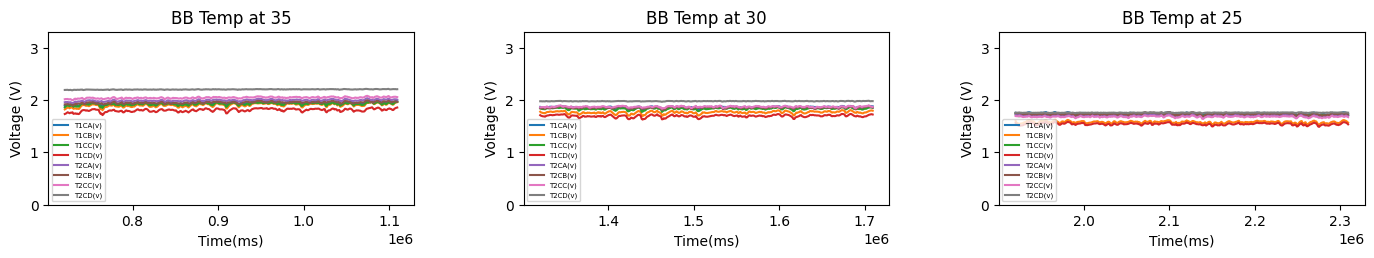 BB Temp at 35
3
2
1
0
Voltage (V)
T1CA(v)
T1CB(v)
T1CC(v)
T1CD(v)
T2CA(v)
T2CB(v)
T2CC(v)
T2CD(v)
0.8 0.9 1.0 1.1
1e6
Time(ms)
BB Temp at 30
3
2
1
0
Voltage (V)
T1CA(v)
T1CB(v)
T1CC(v)
T1CD(v)
T2CA(v)
T2CB(v)
T2CC(v)
T2CD(v)
1.4 1.5 1.6 1.7
1e6
Time(ms)
BB Temp at 25
3
2
1
0
Voltage (V)
T1CA(v)
T1CB(v)
T1CC(v)
T1CD(v)
T2CA(v)
T2CB(v)
T2CC(v)
T2CD(v)
2.0 2.1 2.2 2.3
1e6
Time(ms)